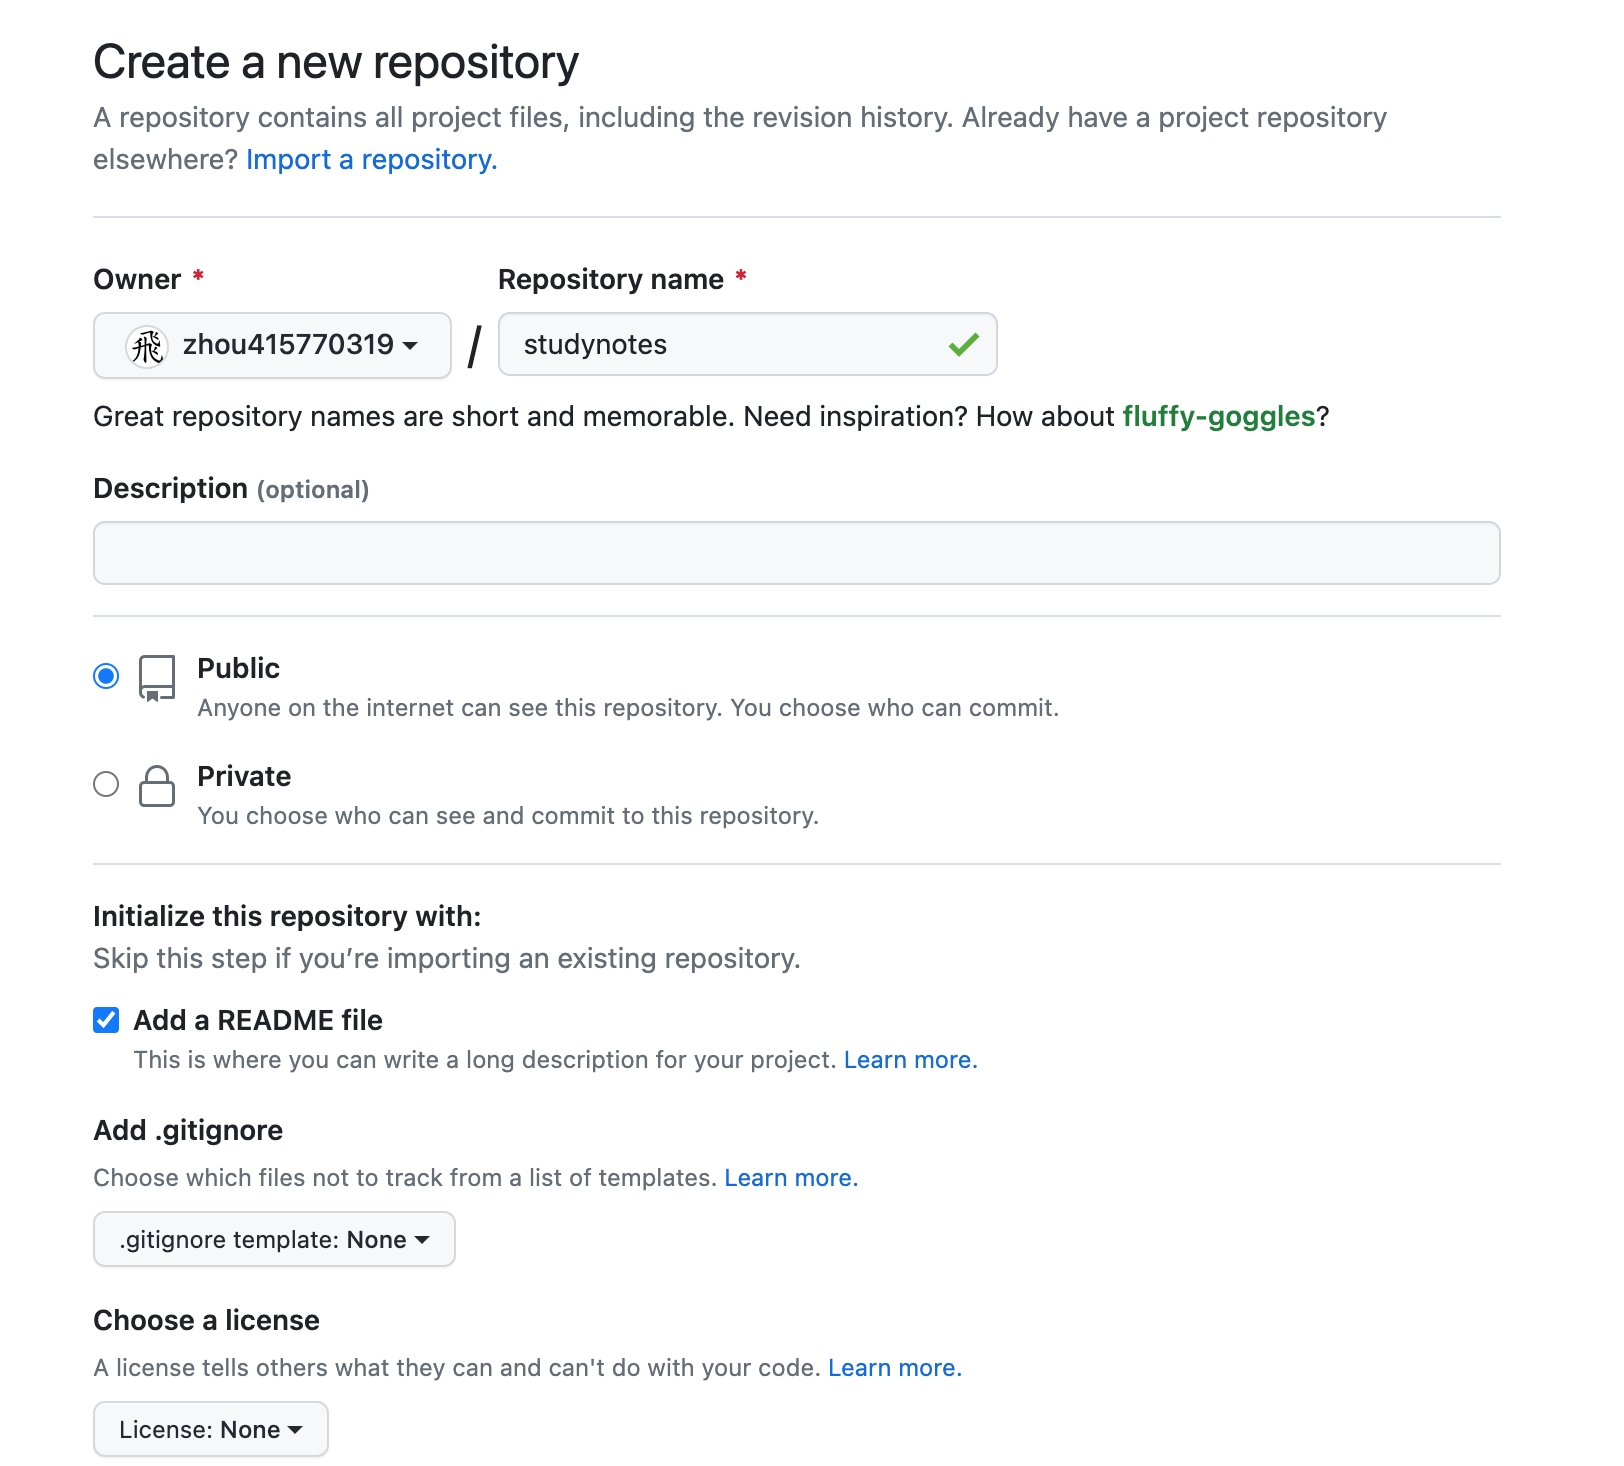 Create a new repository
A repository contains all project files, including the revision history. Already have a project repository
elsewhere? Import a repository.
Owner * Repository name *
飛 zhou415770319 / studynotes
Great repository names are short and memorable. Need inspiration? How about fluffy-goggles?
Description (optional)
Public
Anyone on the internet can see this repository. You choose who can commit.
Private
You choose who can see and commit to this repository.
Initialize this repository with:
Skip this step if you’re importing an existing repository.
Add a README file
This is where you can write a long description for your project. Learn more.
Add .gitignore
Choose which files not to track from a list of templates. Learn more.
.gitignore template: None
Choose a license
A license tells others what they can and can't do with your code. Learn more.
License: None